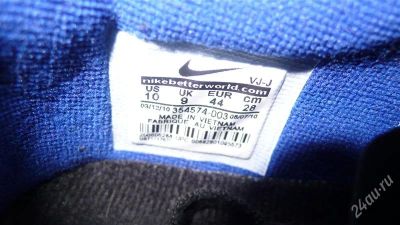 VJ-J
nikebetterworld.com
US UK EUR cm
10 9 44 28
03/12/10 354574-003 05/07/10
MADE IN VIETNAM
FABRIQUE AU VIETNAM
24au.ru